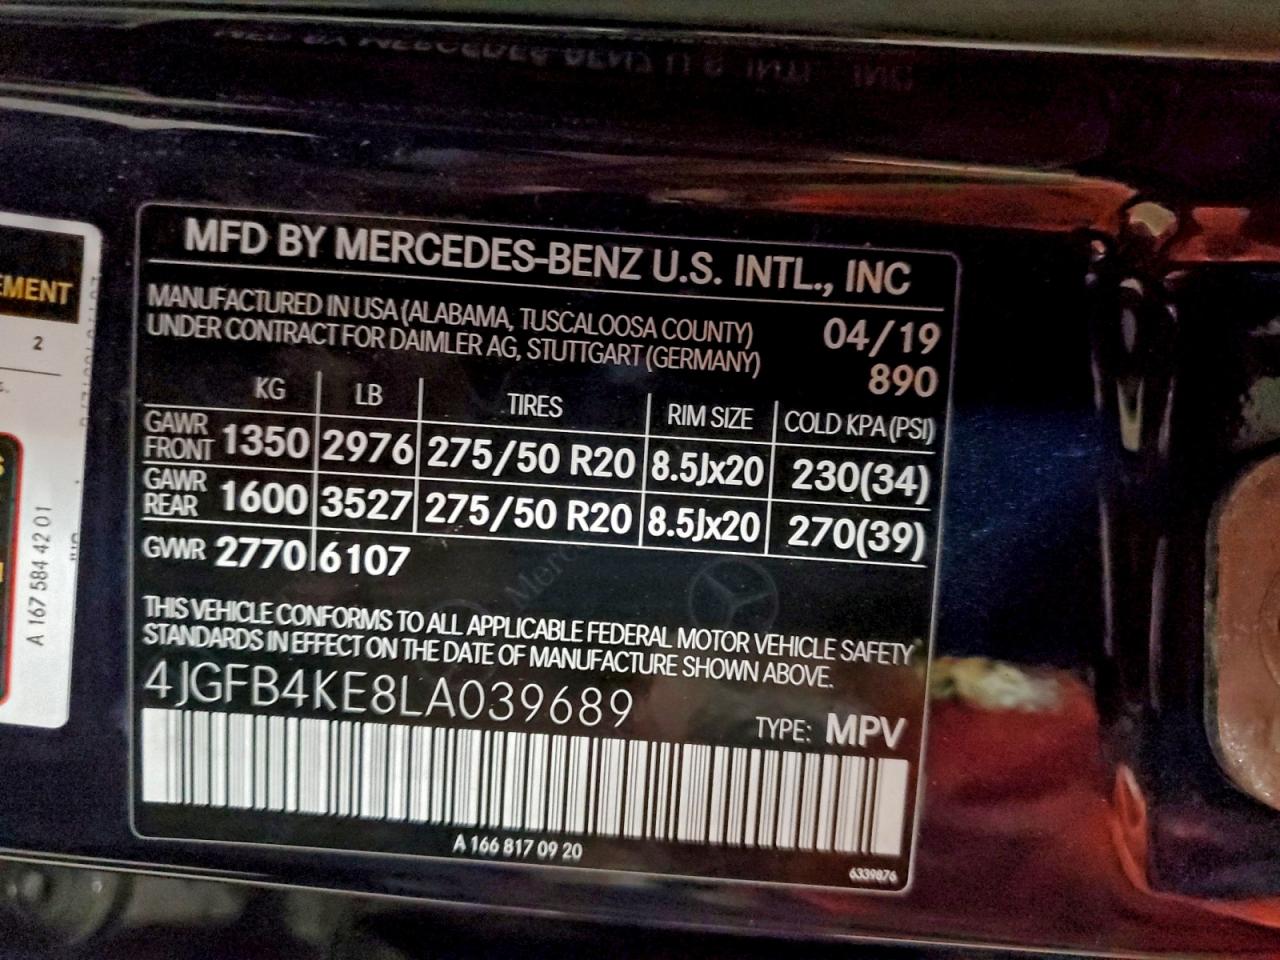 MFD BY MERCEDES-BENZ U.S. INTL., INC
MANUFACTURED IN USA (ALABAMA, TUSCALOOSA COUNTY)
UNDER CONTRACT FOR DAIMLER AG, STUTTGART (GERMANY)
04/19
890
KG LB TIRES RIM SIZE COLD KPA (PSI)
GAWR FRONT 1350 2976 275/50 R20 8.5Jx20 230(34)
GAWR REAR 1600 3527 275/50 R20 8.5Jx20 270(39)
GVWR 2770 6107
THIS VEHICLE CONFORMS TO ALL APPLICABLE FEDERAL MOTOR VEHICLE SAFETY
STANDARDS IN EFFECT ON THE DATE OF MANUFACTURE SHOWN ABOVE.
4JGFB4KE8LA039689
TYPE: MPV
A 166 817 09 20
6339876
EMENT
2
A 167 584 42 01